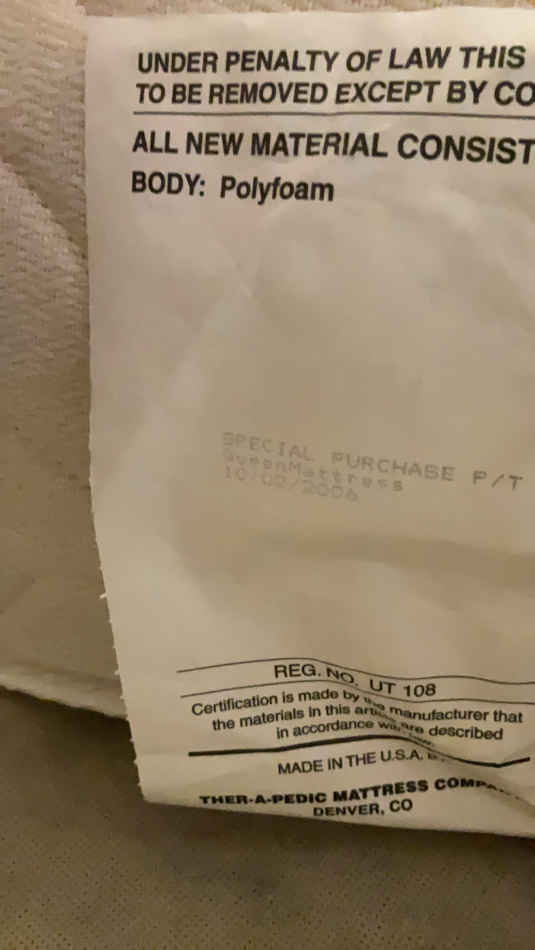 UNDER PENALTY OF LAW THIS
TO BE REMOVED EXCEPT BY CO
ALL NEW MATERIAL CONSIST
BODY: Polyfoam
SPECIAL PURCHASE P/T
QueenMattress
10/02/2006
REG. NO. UT 108
Certification is made by the manufacturer that
the materials in this article are described
in accordance
MADE IN THE U.S.A.
THER-A-PEDIC MATTRESS COMPA
DENVER, CO